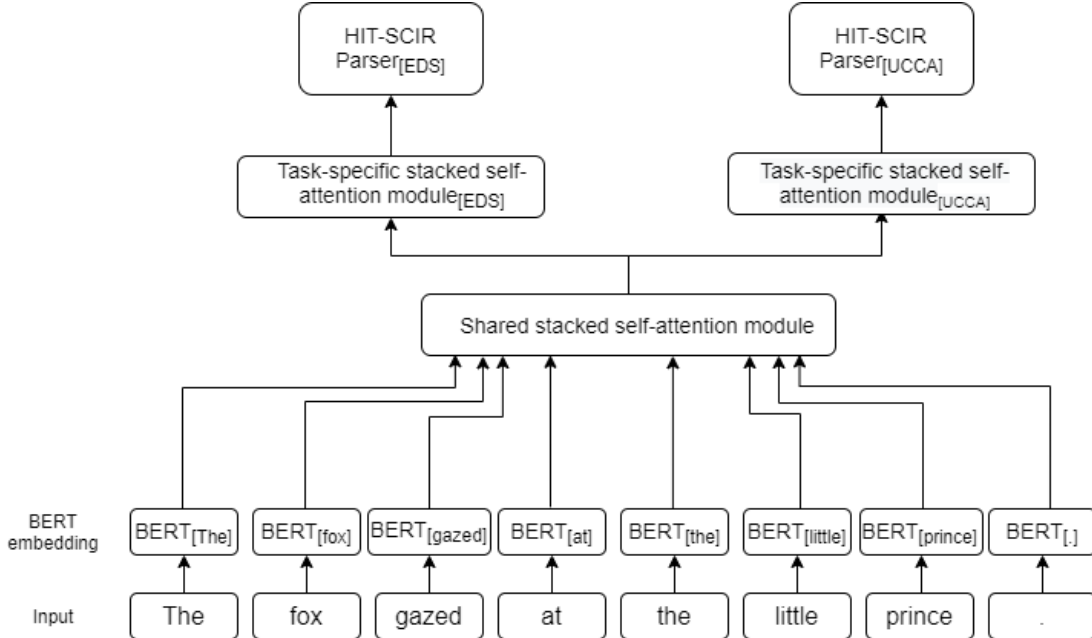 HIT-SCIR
Parser[EDS]
HIT-SCIR
Parser[UCCA]
Task-specific stacked self-
attention module[EDS]
Task-specific stacked self-
attention module[UCCA]
Shared stacked self-attention module
BERT
embedding
BERT[The]
BERT[fox]
BERT[gazed]
BERT[at]
BERT[the]
BERT[little]
BERT[prince]
BERT[.]
Input
The
fox
gazed
at
the
little
prince
.